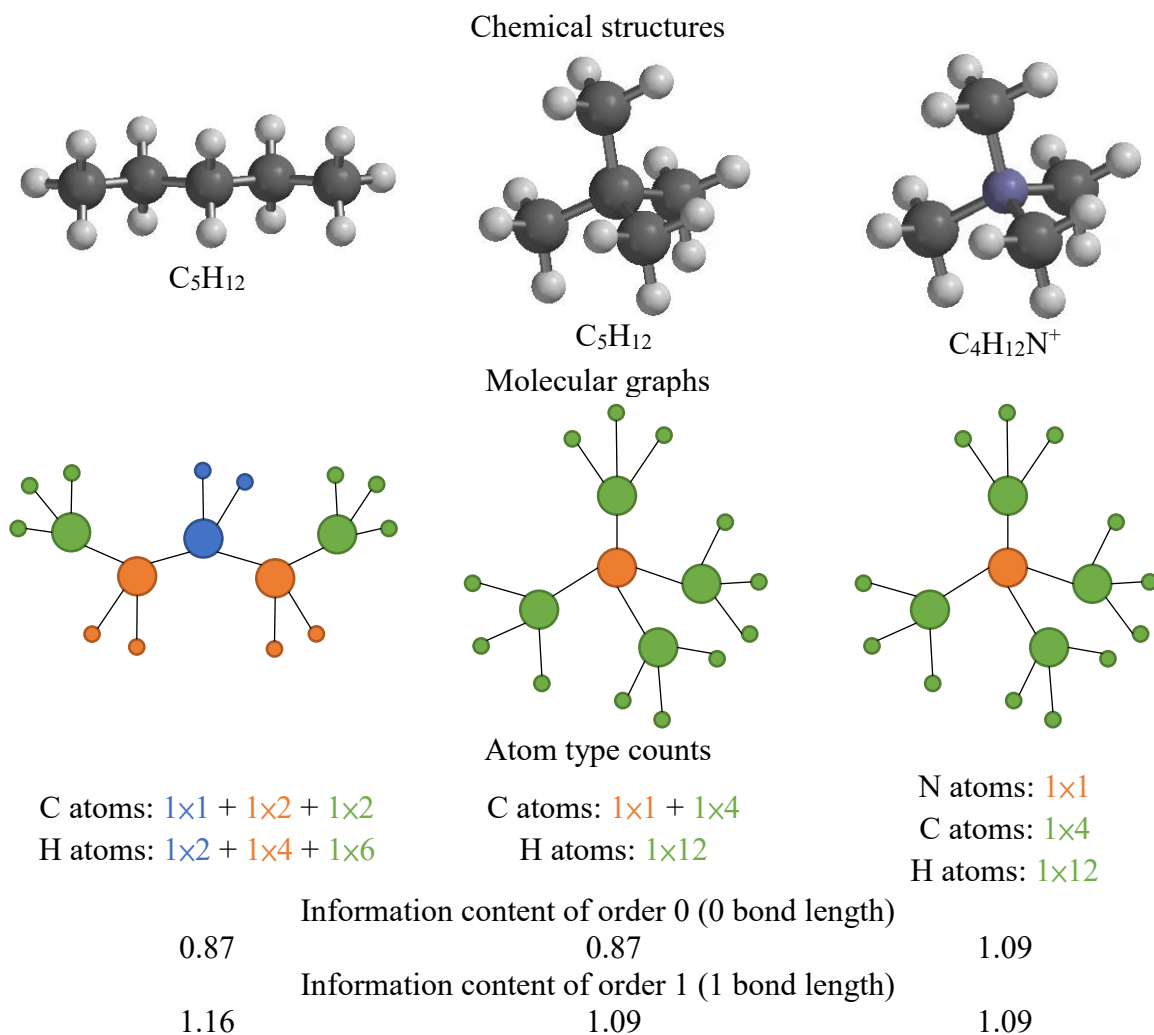 Chemical structures
C₅H₁₂
C₅H₁₂
C₄H₁₂N⁺
Molecular graphs
Atom type counts
C atoms: 1×1 + 1×2 + 1×2
H atoms: 1×2 + 1×4 + 1×6
C atoms: 1×1 + 1×4
H atoms: 1×12
N atoms: 1×1
C atoms: 1×4
H atoms: 1×12
Information content of order 0 (0 bond length)
0.87 0.87 1.09
Information content of order 1 (1 bond length)
1.16 1.09 1.09